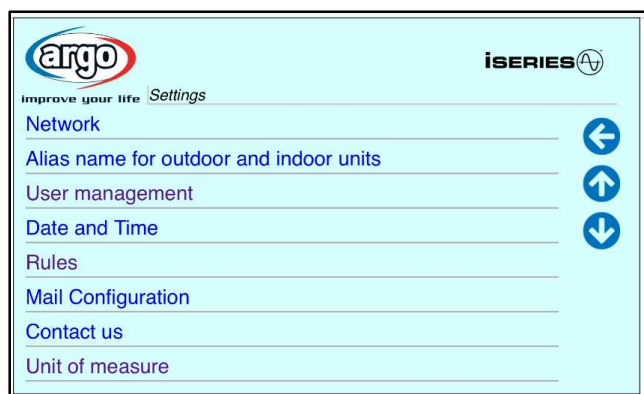 argo
iSERIES
improve your life Settings
Network
Alias name for outdoor and indoor units
User management
Date and Time
Rules
Mail Configuration
Contact us
Unit of measure